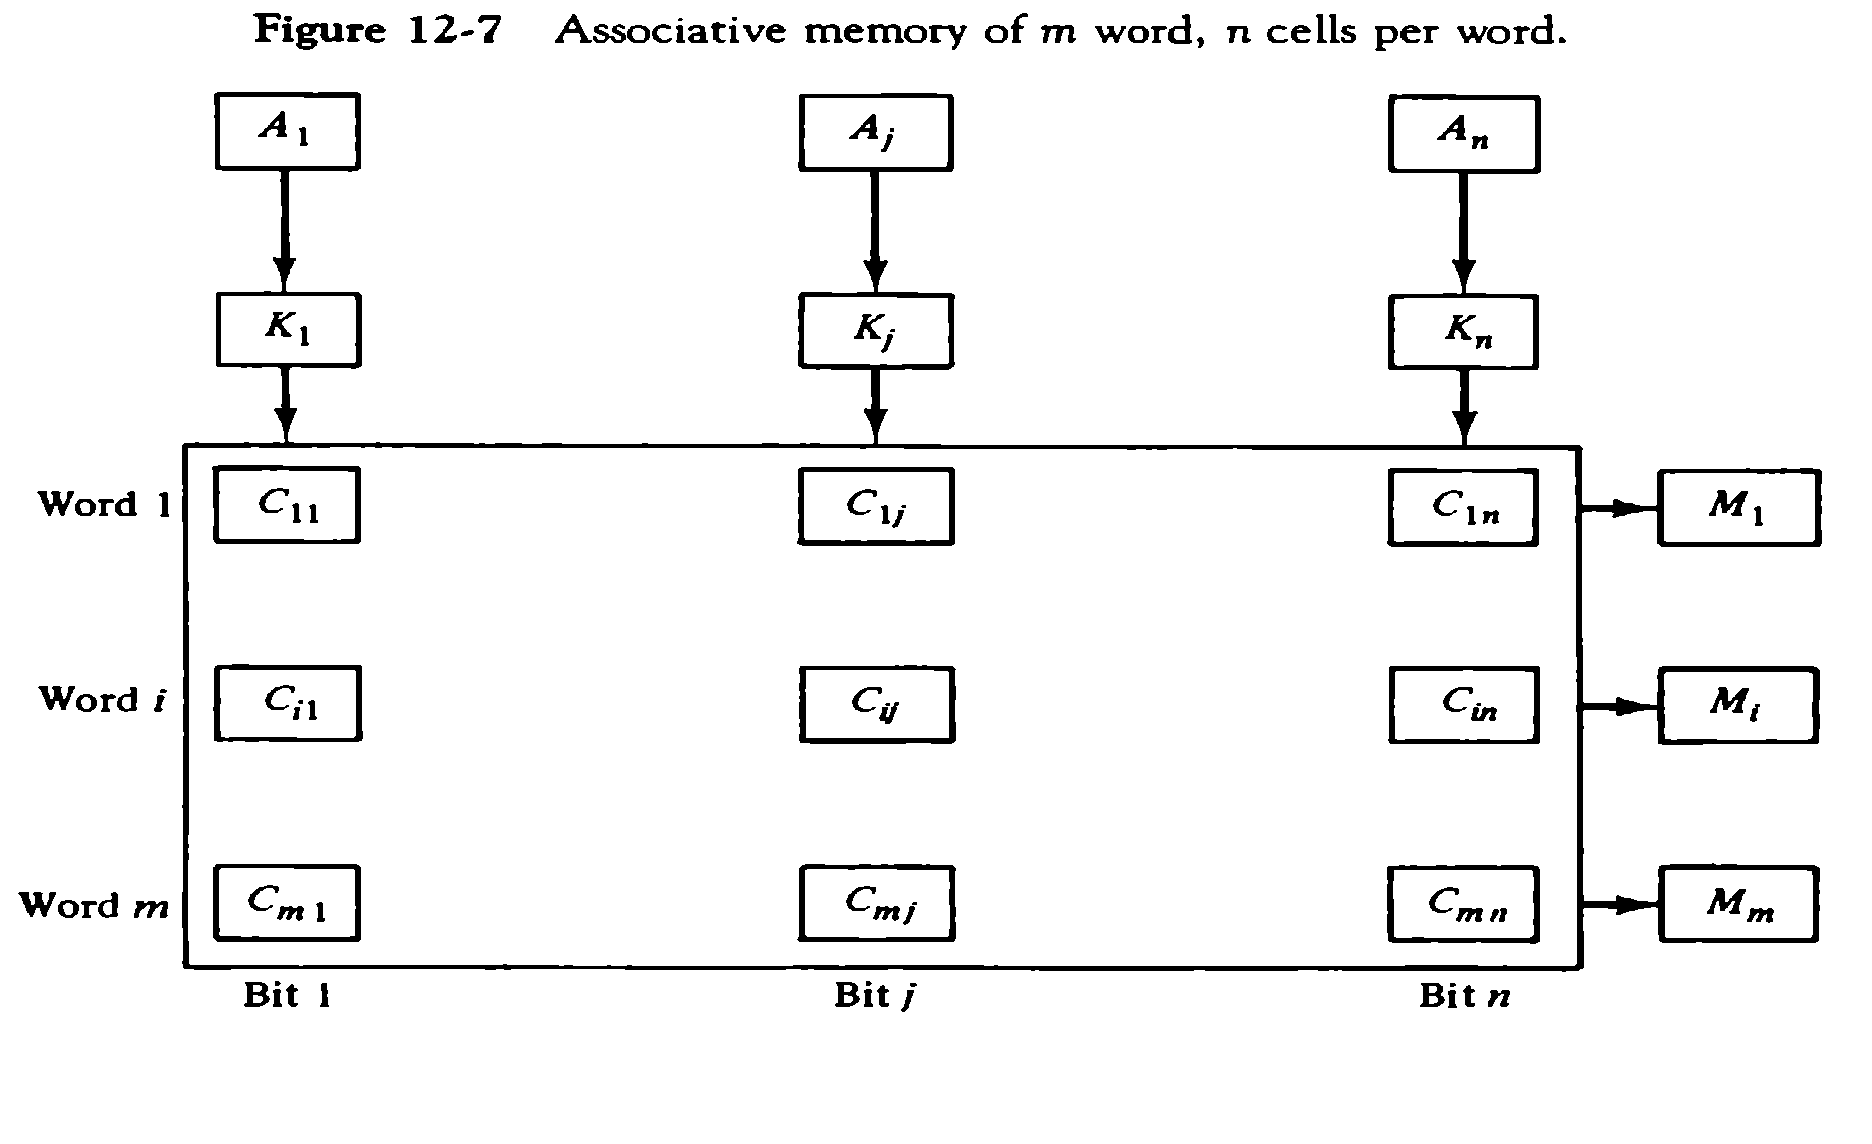 Figure 12-7 Associative memory of m word, n cells per word.
A1 Aj An
K1 Kj Kn
Word 1 C11 C1j C1n M1
Word i Ci1 Cij Cin Mi
Word m Cm1 Cmj Cmn Mm
Bit 1 Bit j Bit n